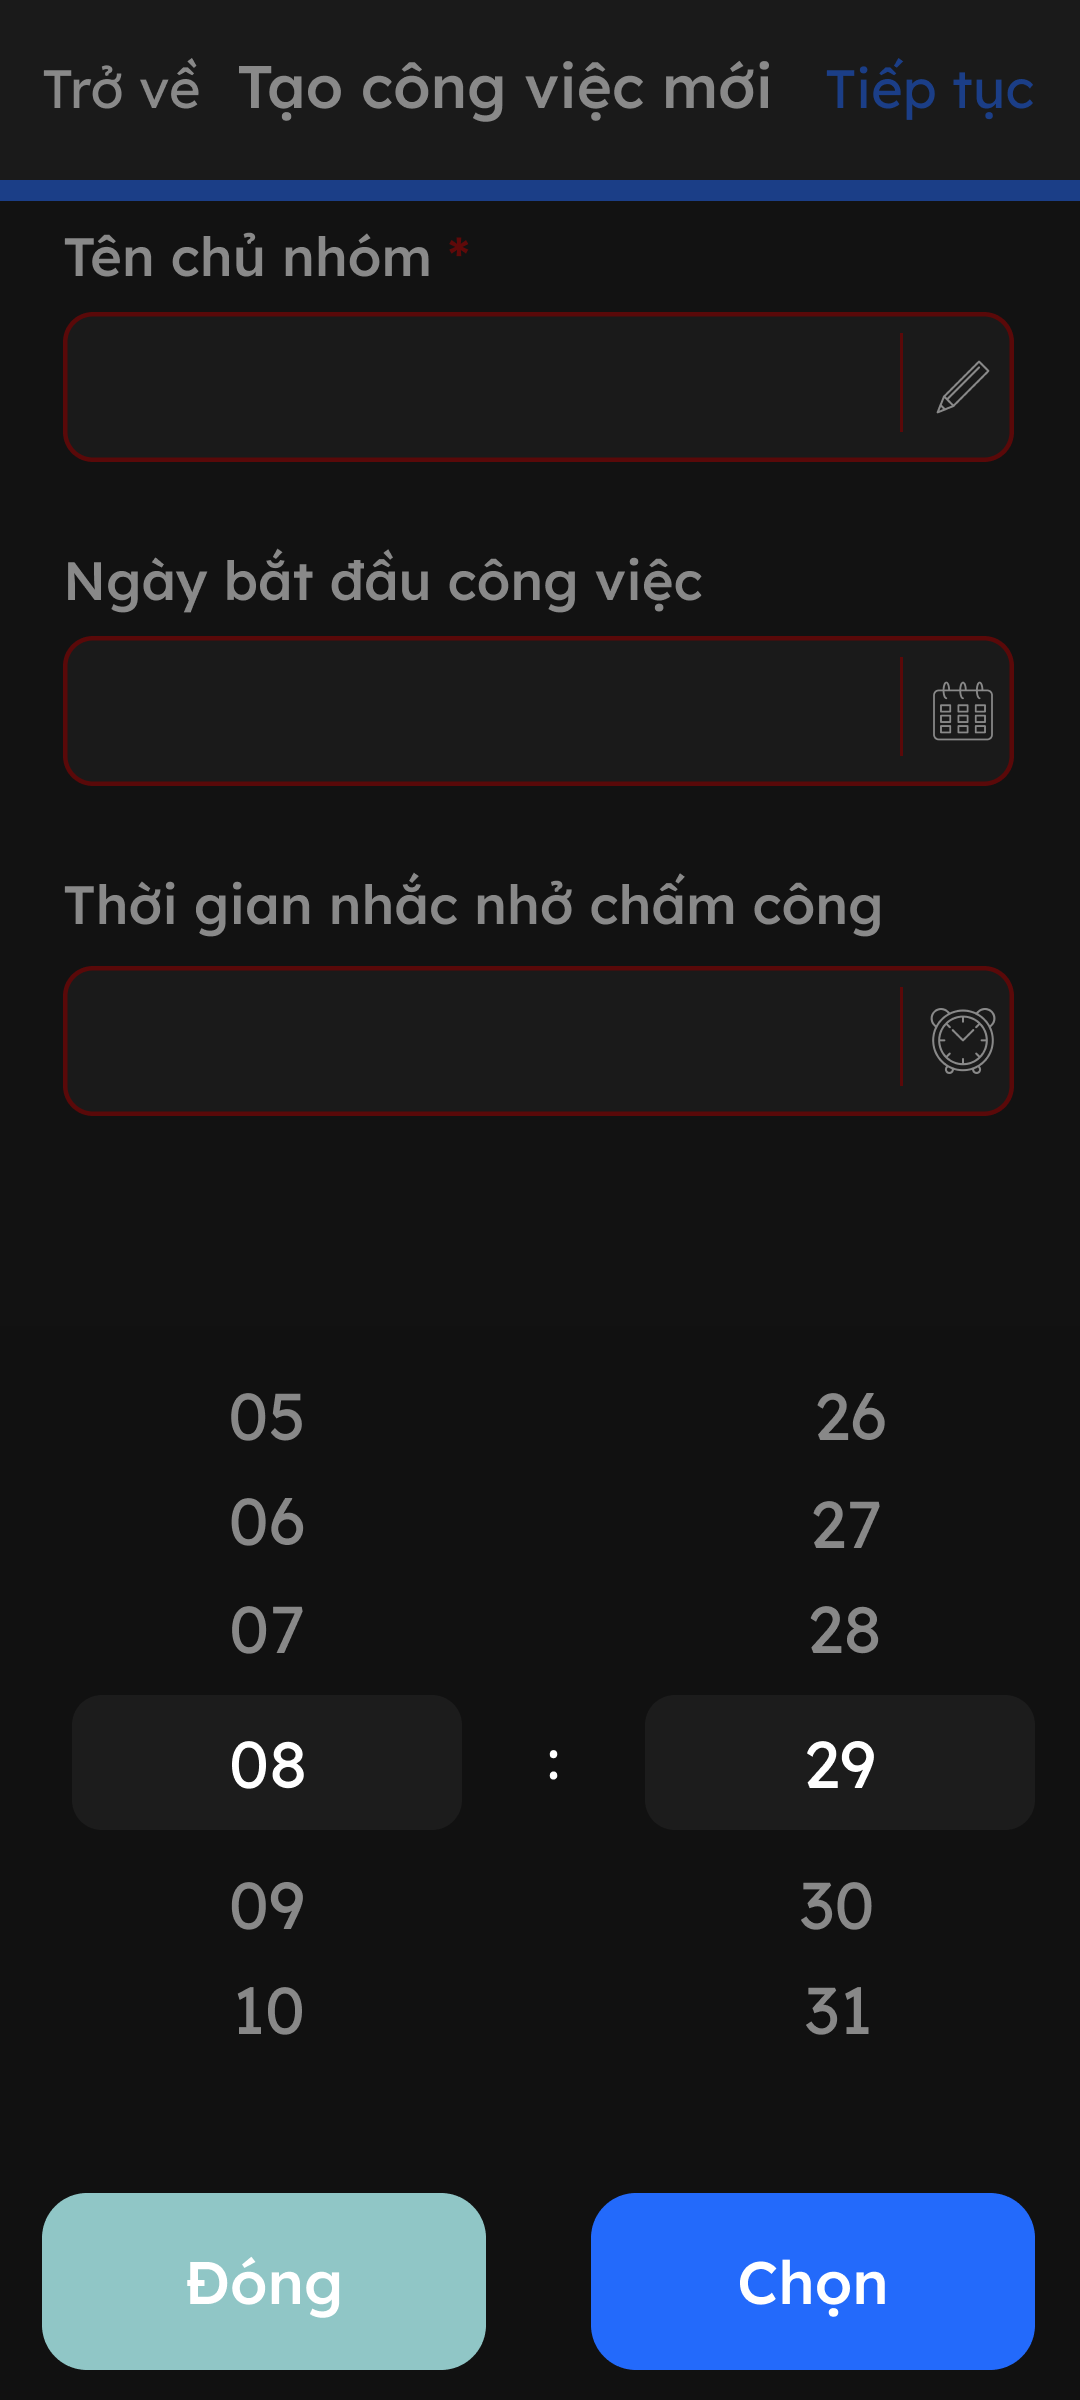 Trở về Tạo công việc mới Tiếp tục
Tên chủ nhóm *
Ngày bắt đầu công việc
Thời gian nhắc nhở chấm công
05 26
06 27
07 28
08 : 29
09 30
10 31
Đóng Chọn